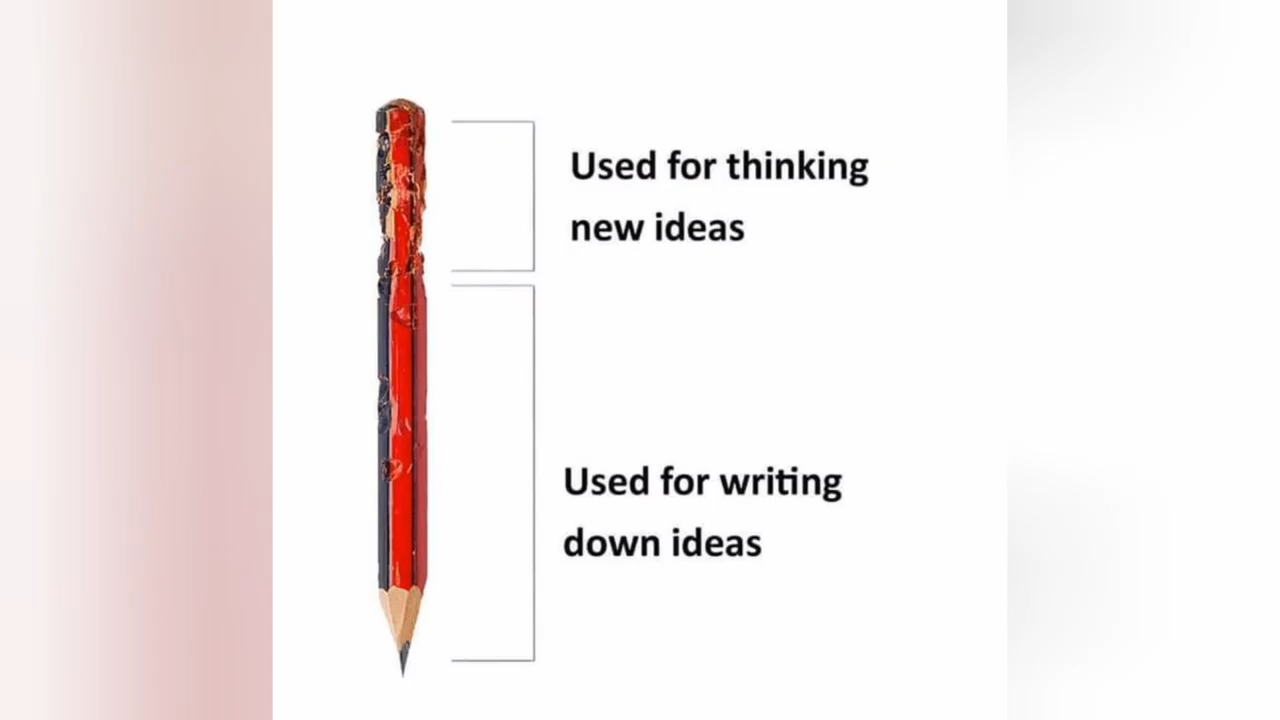 Used for thinking
new ideas
Used for writing
down ideas